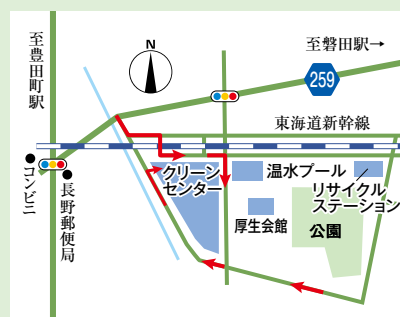 至豊田町駅
N
至磐田駅→
259
東海道新幹線
コンビニ
長野郵便局
クリーン
センター
温水プール
リサイクル
ステーション
厚生会館
公園